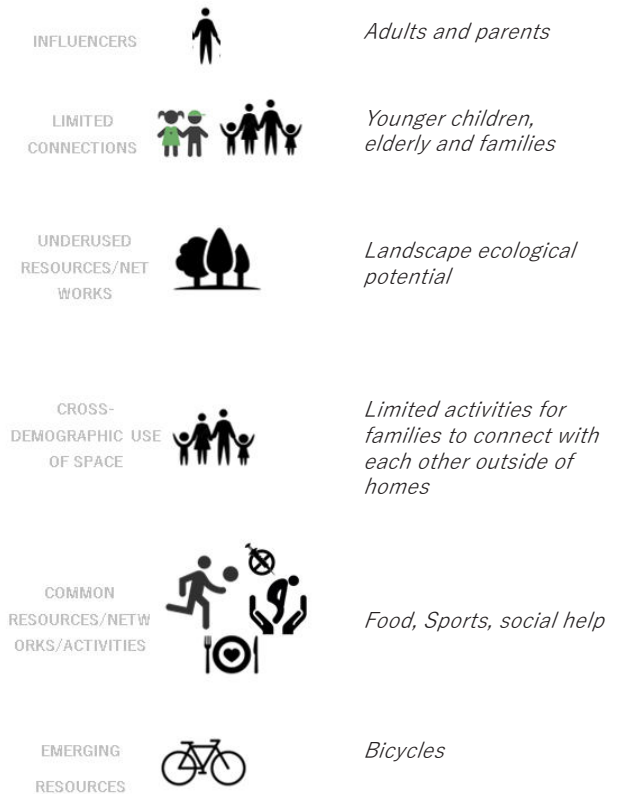 INFLUENCERS
Adults and parents
LIMITED
CONNECTIONS
Younger children,
elderly and families
UNDERUSED
RESOURCES/NET
WORKS
Landscape ecological
potential
CROSS-
DEMOGRAPHIC USE
OF SPACE
Limited activities for
families to connect with
each other outside of
homes
COMMON
RESOURCES/NETW
ORKS/ACTIVITIES
Food, Sports, social help
EMERGING
RESOURCES
Bicycles